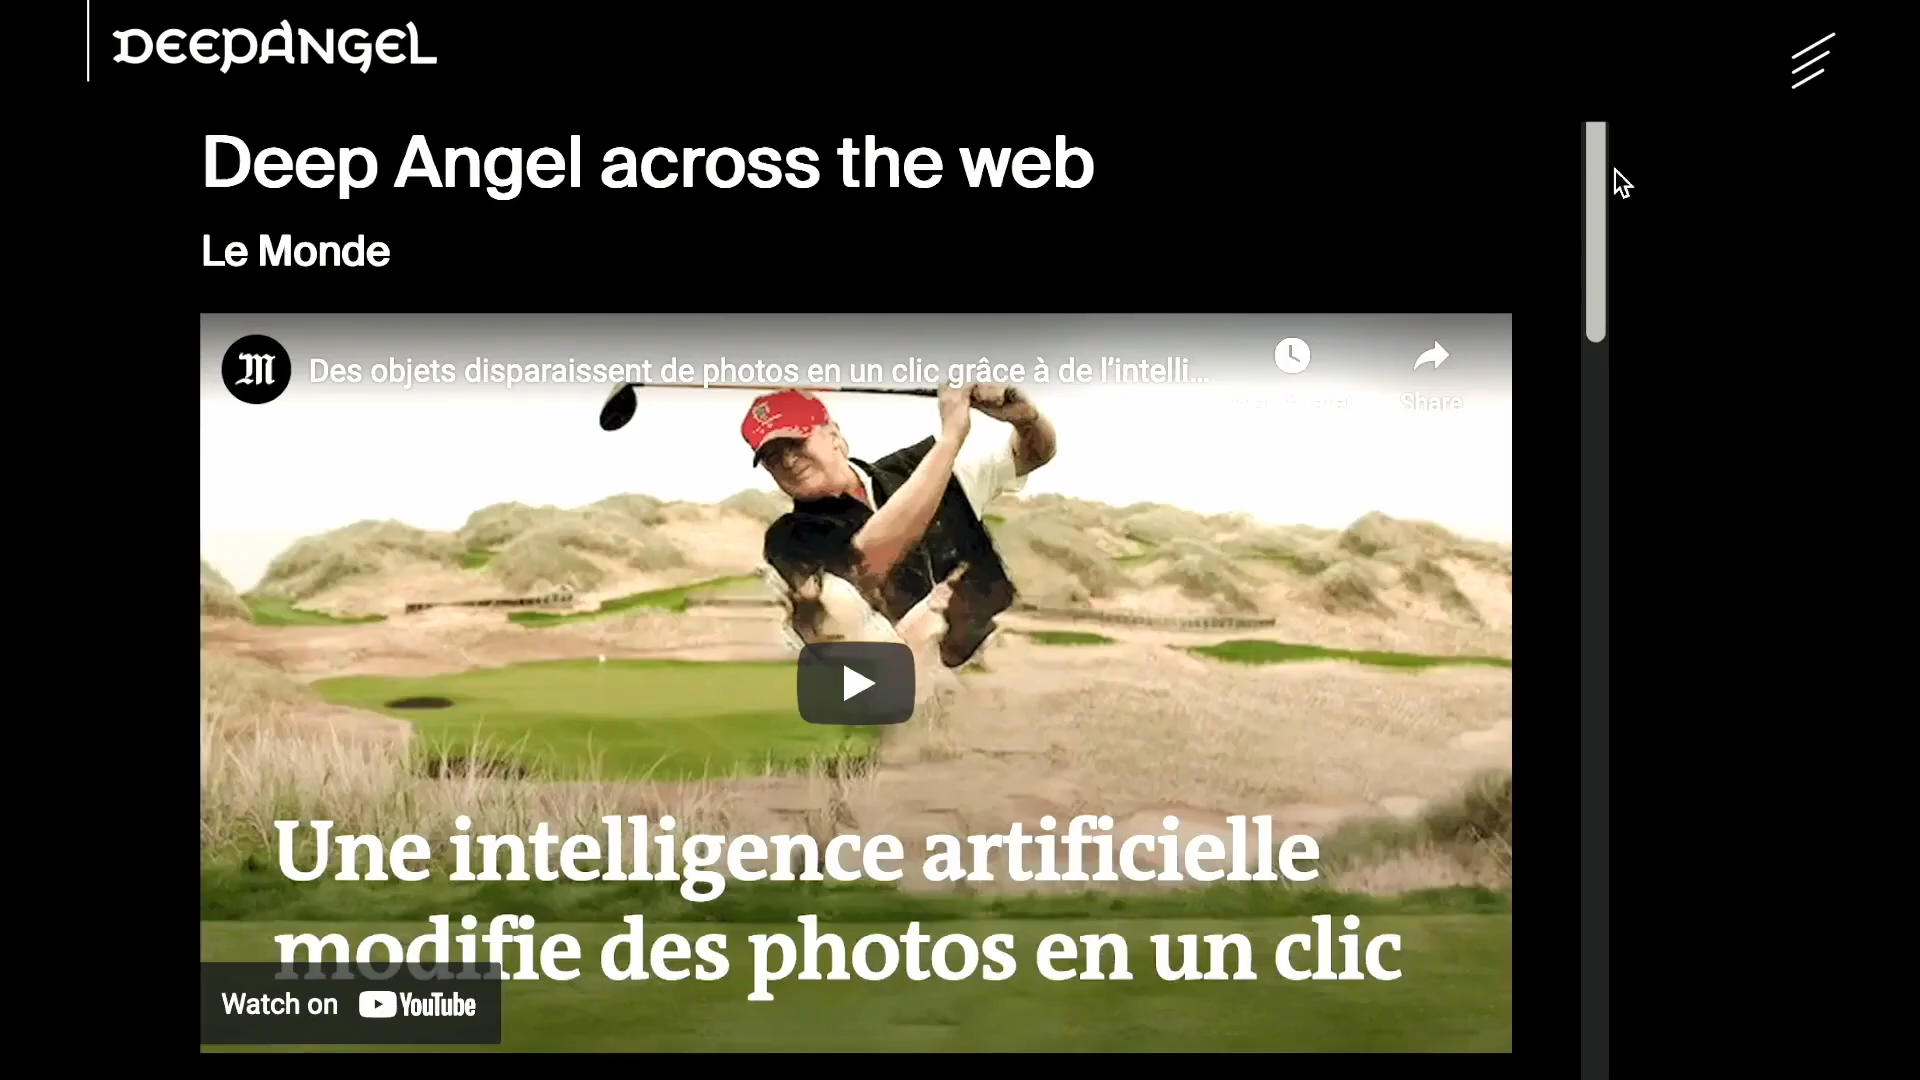 DEEPANGEL
Deep Angel across the web
Le Monde
Des objets disparaissent de photos en un clic grâce à de l'intelli...
Share
Une intelligence artificielle
modifie des photos en un clic
Watch on YouTube